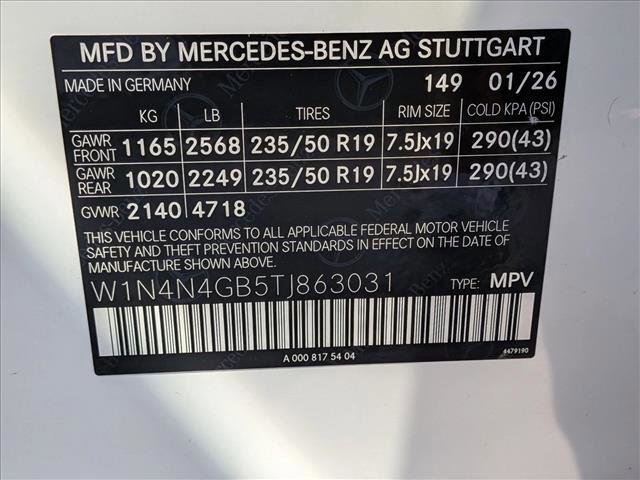 MFD BY MERCEDES-BENZ AG STUTTGART
MADE IN GERMANY 149 01/26
KG LB TIRES RIM SIZE COLD KPA (PSI)
GAWR FRONT 1165 2568 235/50 R19 7.5Jx19 290(43)
GAWR REAR 1020 2249 235/50 R19 7.5Jx19 290(43)
GVWR 2140 4718
THIS VEHICLE CONFORMS TO ALL APPLICABLE FEDERAL MOTOR VEHICLE
SAFETY AND THEFT PREVENTION STANDARDS IN EFFECT ON THE DATE OF
MANUFACTURE SHOWN ABOVE.
W1N4N4GB5TJ863031 TYPE: MPV
A 000 817 54 04 4479190